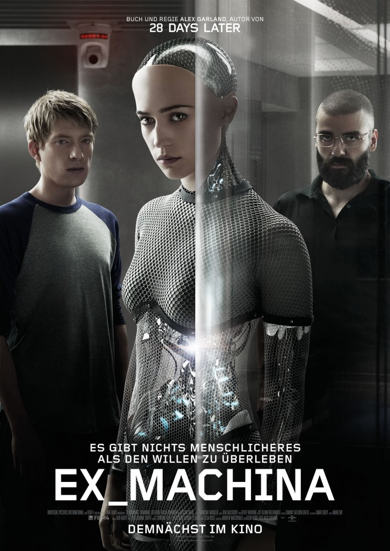 BUCH UND REGIE ALEX GARLAND, AUTOR VON
28 DAYS LATER
ES GIBT NICHTS MENSCHLICHERES
ALS DEN WILLEN ZU ÜBERLEBEN
EX_MACHINA
DEMNÄCHST IM KINO